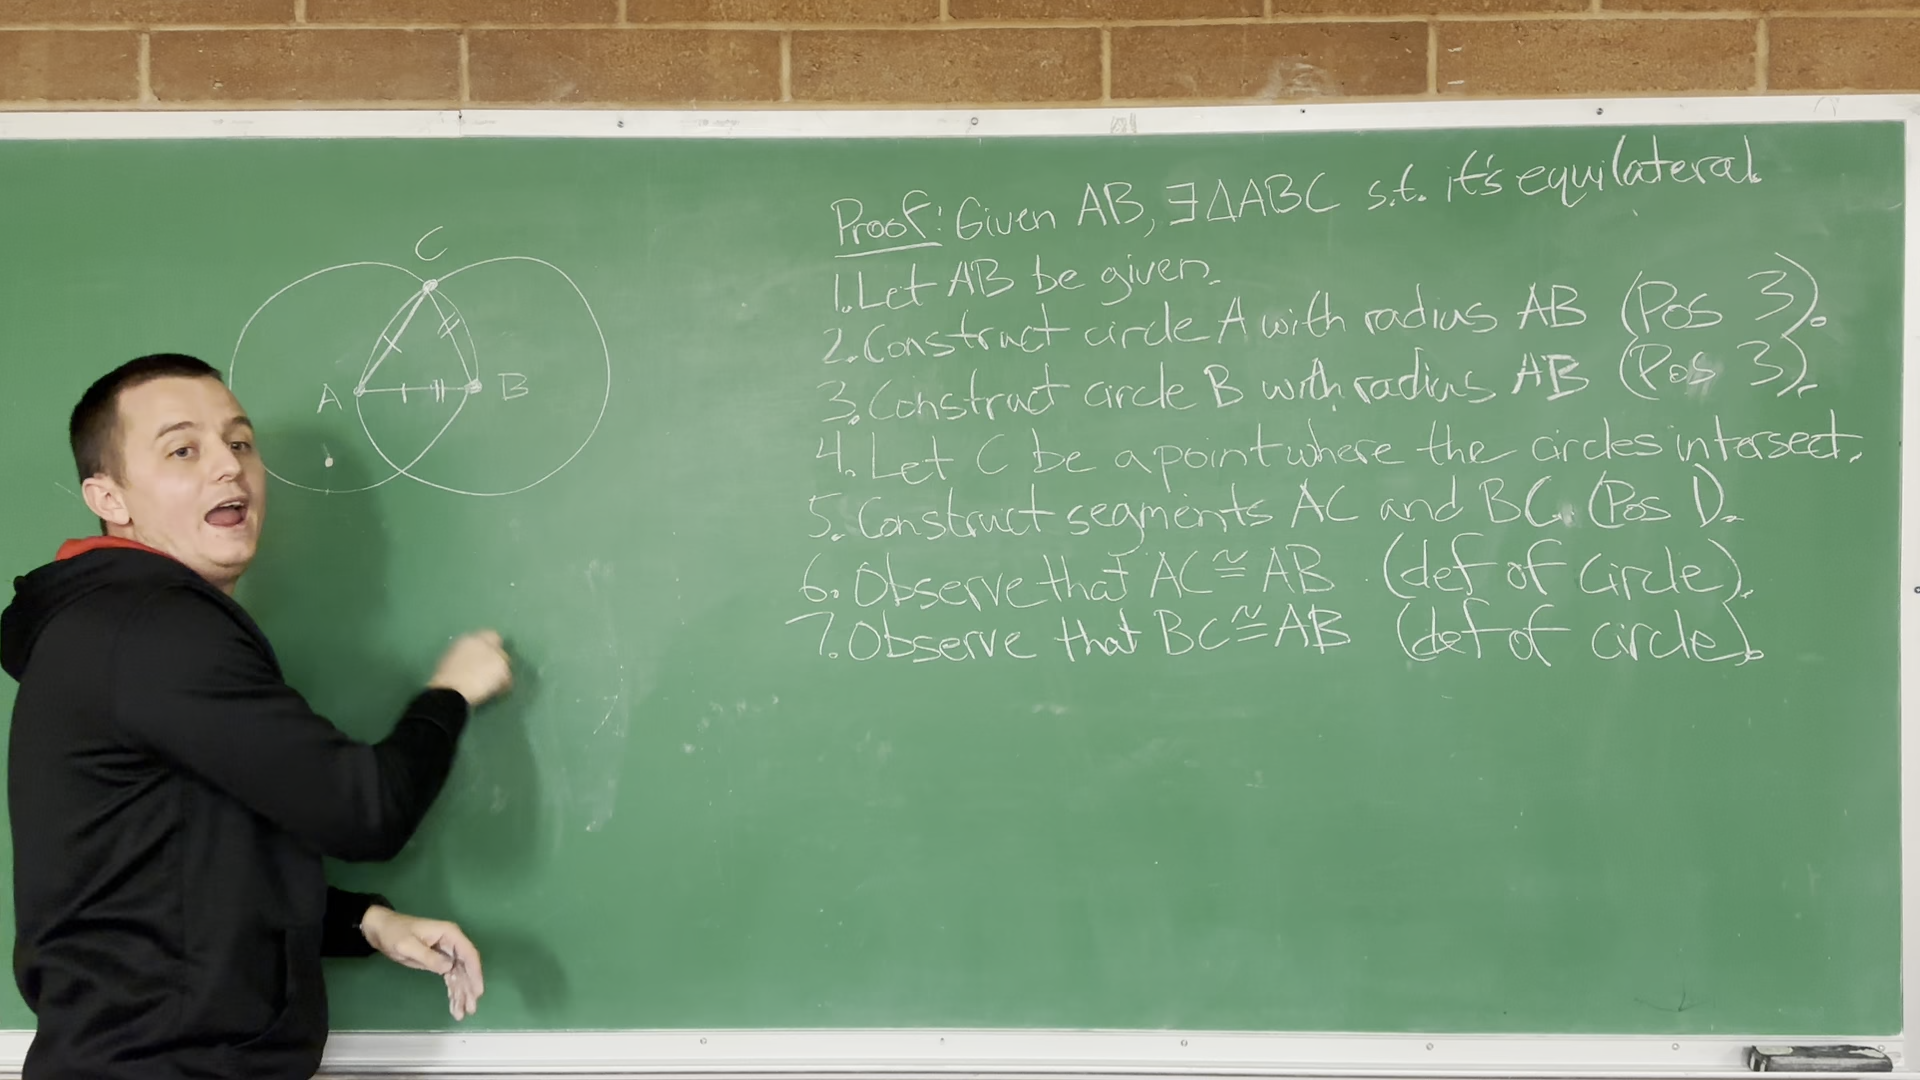 C
A
B
Proof: Given AB, ∃ΔABC s.t. it's equilateral.
1. Let AB be given.
2. Construct circle A with radius AB (Pos 3).
3. Construct circle B with radius AB (Pos 3).
4. Let C be a point where the circles intersect.
5. Construct segments AC and BC. (Pos 1).
6. Observe that AC ≅ AB (def of circle).
7. Observe that BC ≅ AB (def of circle).